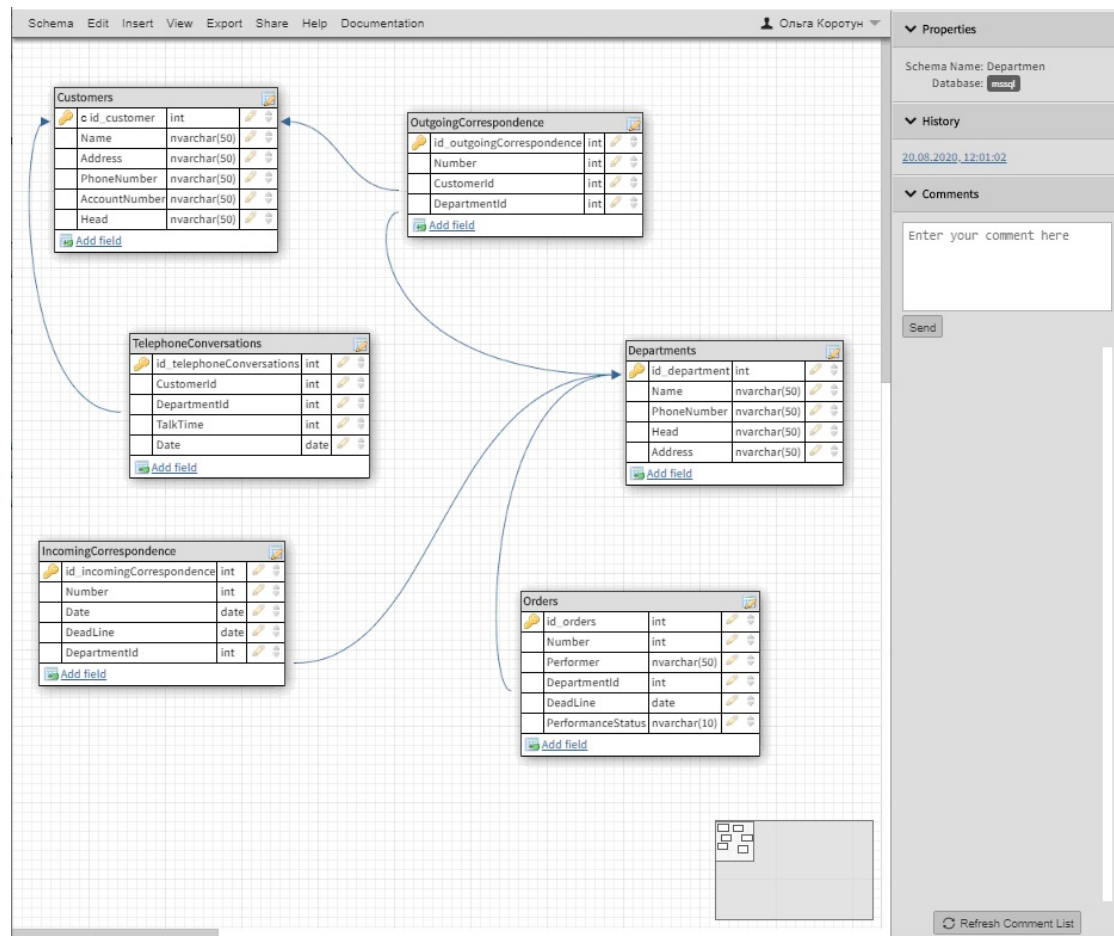 Schema Edit Insert View Export Share Help Documentation
Ольга Коротун
Customers
c id_customer int
Name nvarchar(50)
Address nvarchar(50)
PhoneNumber nvarchar(50)
AccountNumber nvarchar(50)
Head nvarchar(50)
Add field
OutgoingCorrespondence
id_outgoingCorrespondence int
Number int
CustomerId int
DepartmentId int
Add field
TelephoneConversations
id_telephoneConversations int
CustomerId int
DepartmentId int
TalkTime int
Date date
Add field
Departments
id_department int
Name nvarchar(50)
PhoneNumber nvarchar(50)
Head nvarchar(50)
Address nvarchar(50)
Add field
IncomingCorrespondence
id_incomingCorrespondence int
Number int
Date date
DeadLine date
DepartmentId int
Add field
Orders
id_orders int
Number int
Performer nvarchar(50)
DepartmentId int
DeadLine date
PerformanceStatus nvarchar(10)
Add field
Properties
Schema Name: Departmen
Database: mssql
History
20.08.2020, 12:01:02
Comments
Enter your comment here
Send
Refresh Comment List